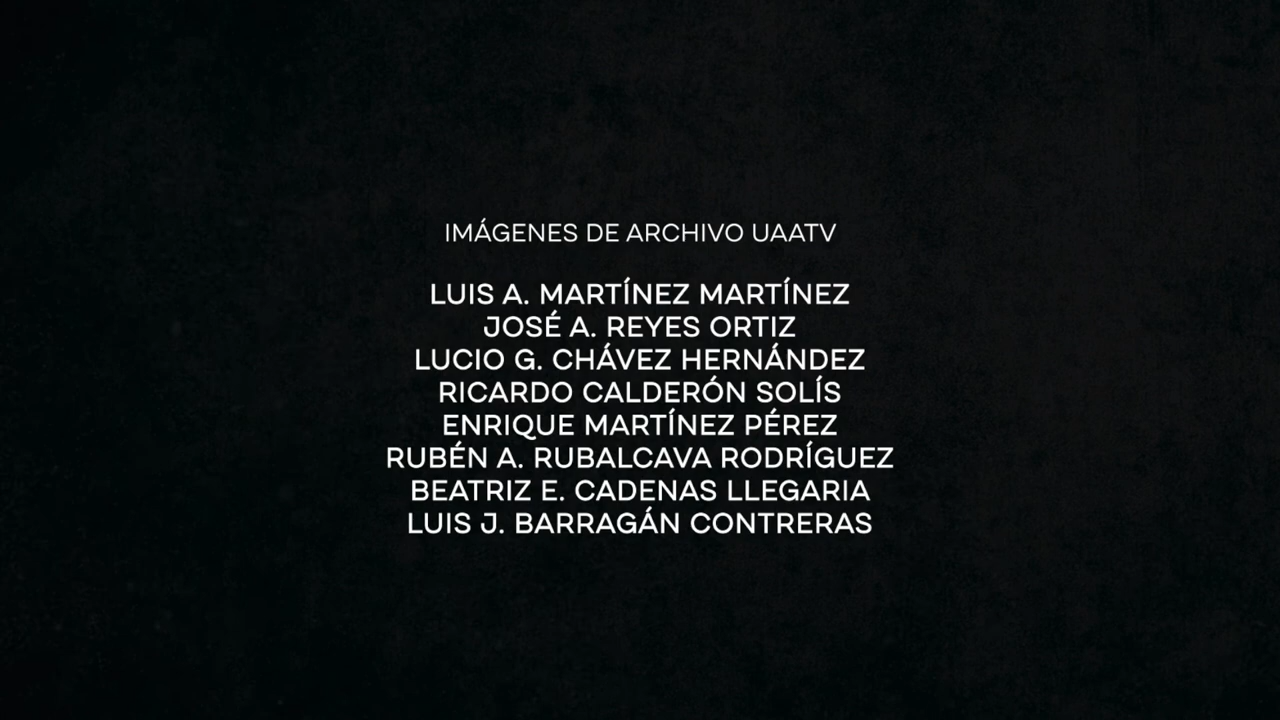 IMÁGENES DE ARCHIVO UAATV
LUIS A. MARTÍNEZ MARTÍNEZ
JOSÉ A. REYES ORTIZ
LUCIO G. CHÁVEZ HERNÁNDEZ
RICARDO CALDERÓN SOLÍS
ENRIQUE MARTÍNEZ PÉREZ
RUBÉN A. RUBALCAVA RODRÍGUEZ
BEATRIZ E. CADENAS LLEGARIA
LUIS J. BARRAGÁN CONTRERAS